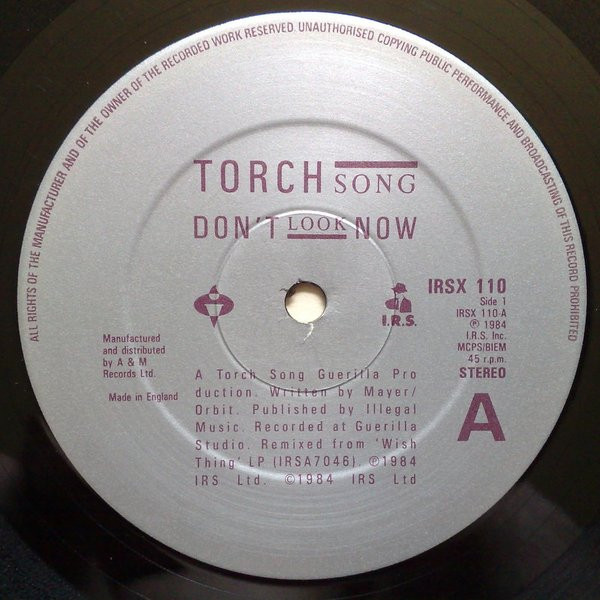 ALL RIGHTS OF THE MANUFACTURER AND OF THE OWNER OF THE RECORDED WORK RESERVED. UNAUTHORISED COPYING PUBLIC PERFORMANCE AND BROADCASTING OF THIS RECORD PROHIBITED
TORCH SONG
DON'T LOOK NOW
I.R.S.
IRSX 110
Side 1
IRSX 110-A
℗ 1984
I.R.S. Inc.
MCPS/BIEM
45 r.p.m.
STEREO
A
Manufactured
and distributed
by A & M
Records Ltd.
Made in England
A Torch Song Guerilla Pro
duction. Written by Mayer/
Orbit. Published by Illegal
Music. Recorded at Guerilla
Studio. Remixed from 'Wish
Thing' LP (IRSA7046). ℗1984
IRS Ltd. ©1984 IRS Ltd